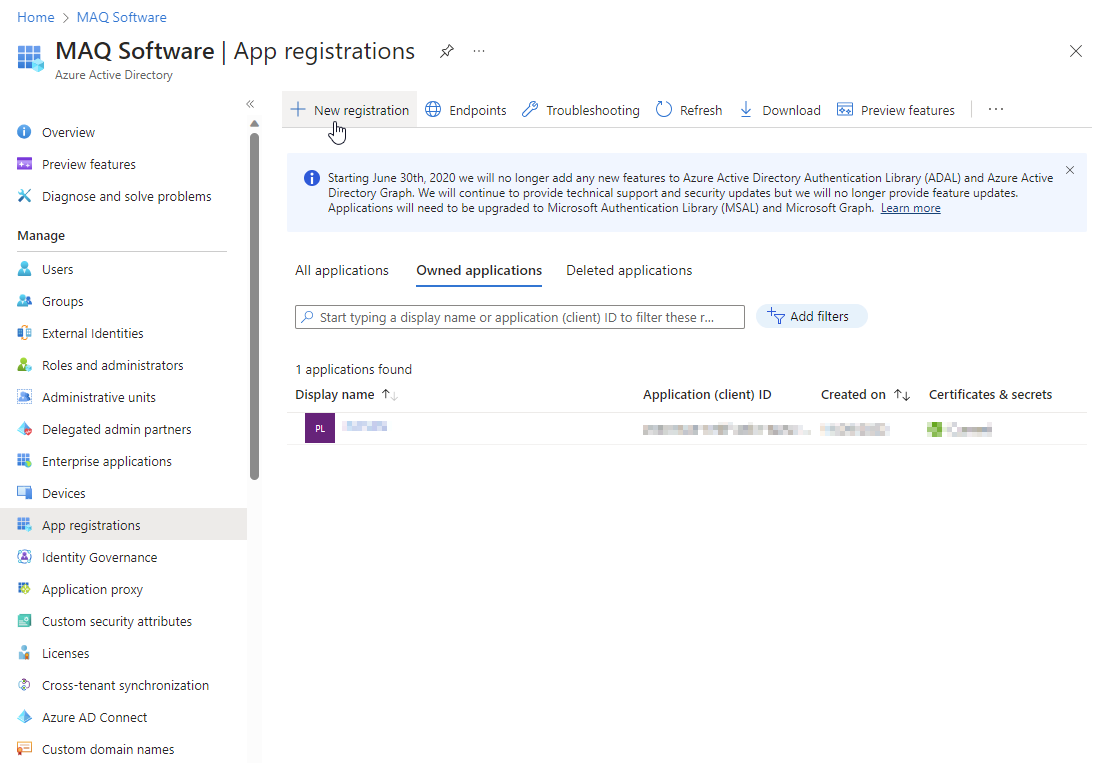 Home > MAQ Software
MAQ Software | App registrations
Azure Active Directory
Overview
Preview features
Diagnose and solve problems
Manage
Users
Groups
External Identities
Roles and administrators
Administrative units
Delegated admin partners
Enterprise applications
Devices
App registrations
Identity Governance
Application proxy
Custom security attributes
Licenses
Cross-tenant synchronization
Azure AD Connect
Custom domain names
New registration Endpoints Troubleshooting Refresh Download Preview features
Starting June 30th, 2020 we will no longer add any new features to Azure Active Directory Authentication Library (ADAL) and Azure Active
Directory Graph. We will continue to provide technical support and security updates but we will no longer provide feature updates.
Applications will need to be upgraded to Microsoft Authentication Library (MSAL) and Microsoft Graph. Learn more
All applications Owned applications Deleted applications
Start typing a display name or application (client) ID to filter these r... Add filters
1 applications found
Display name Application (client) ID Created on Certificates & secrets
PL